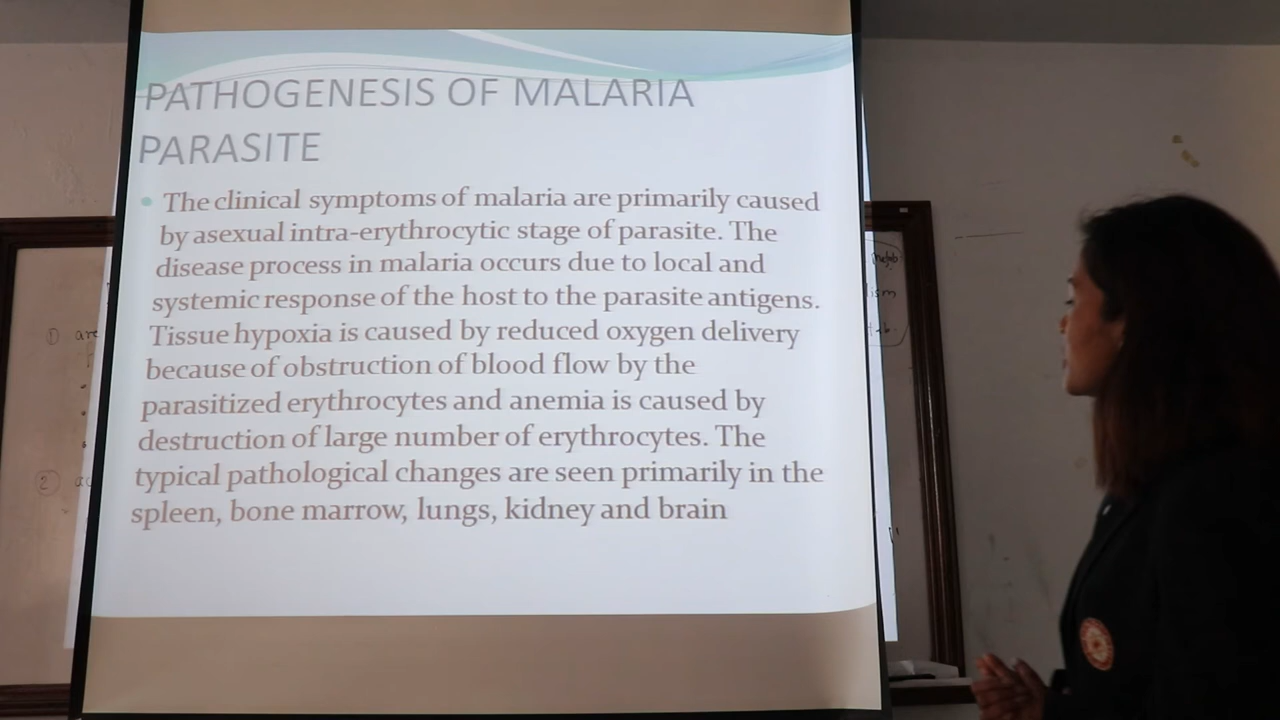 PATHOGENESIS OF MALARIA
PARASITE
The clinical symptoms of malaria are primarily caused
by asexual intra-erythrocytic stage of parasite. The
disease process in malaria occurs due to local and
systemic response of the host to the parasite antigens.
Tissue hypoxia is caused by reduced oxygen delivery
because of obstruction of blood flow by the
parasitized erythrocytes and anemia is caused by
destruction of large number of erythrocytes. The
typical pathological changes are seen primarily in the
spleen, bone marrow, lungs, kidney and brain
1) are
2)